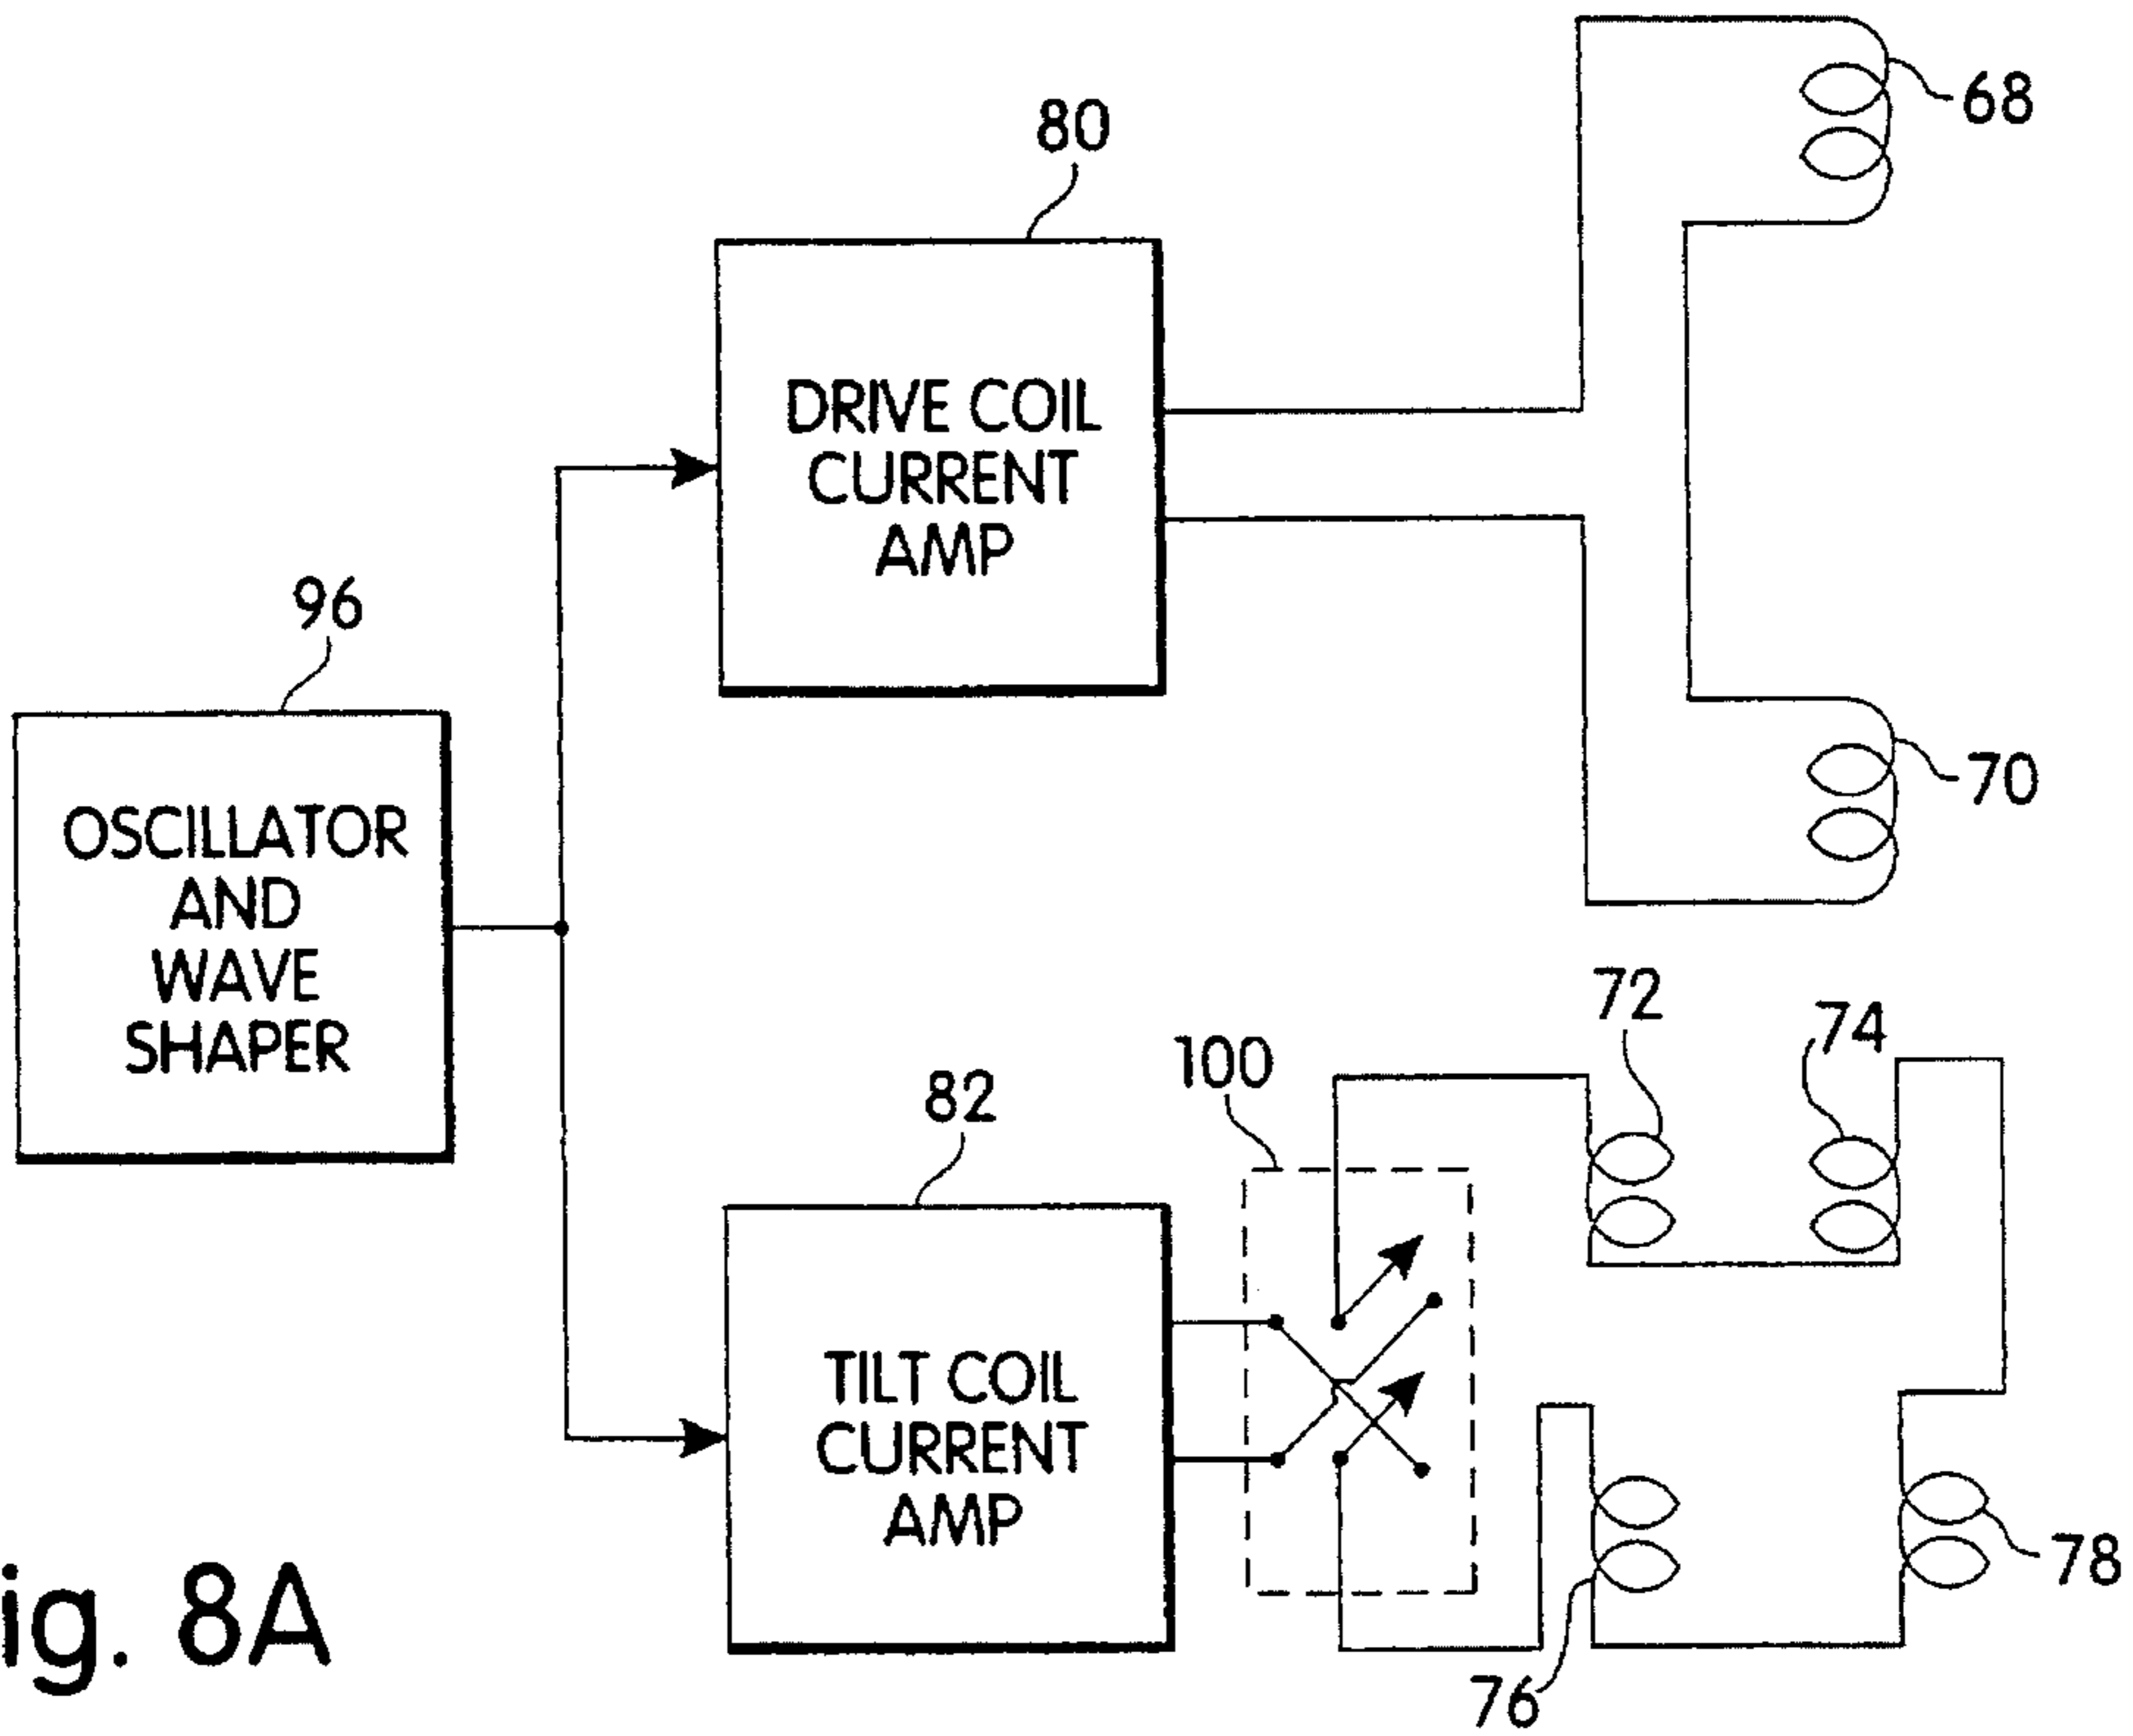 68
80
DRIVE COIL
CURRENT
AMP
96
70
OSCILLATOR
AND
WAVE
SHAPER
72
74
100
82
TILT COIL
CURRENT
AMP
78
76
ig. 8A